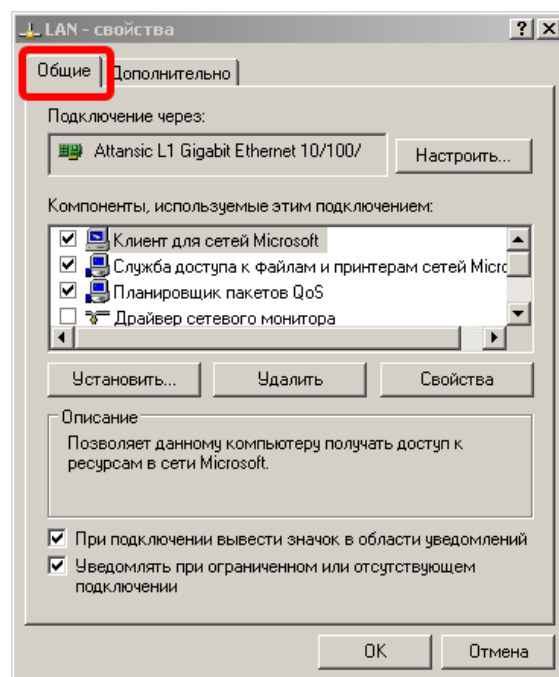 LAN - свойства
Общие
Дополнительно
Подключение через:
Attansic L1 Gigabit Ethernet 10/100/
Настроить...
Компоненты, используемые этим подключением:
Клиент для сетей Microsoft
Служба доступа к файлам и принтерам сетей Micro
Планировщик пакетов QoS
Драйвер сетевого монитора
Установить...
Удалить
Свойства
Описание
Позволяет данному компьютеру получать доступ к
ресурсам в сети Microsoft.
При подключении вывести значок в области уведомлений
Уведомлять при ограниченном или отсутствующем
подключении
OK
Отмена